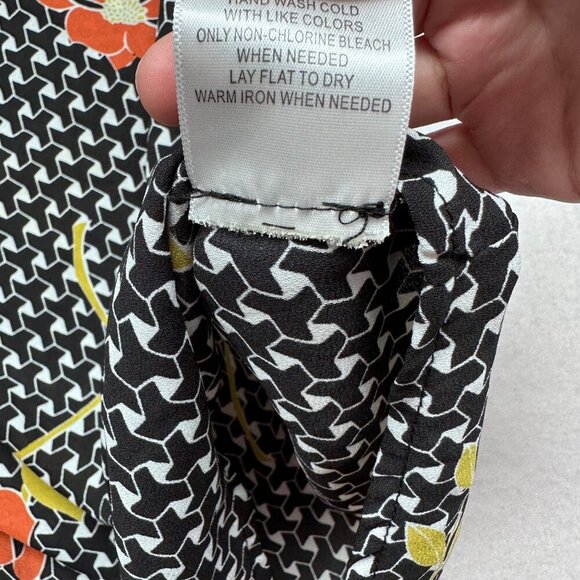 HAND WASH COLD
WITH LIKE COLORS
ONLY NON-CHLORINE BLEACH
WHEN NEEDED
LAY FLAT TO DRY
WARM IRON WHEN NEEDED